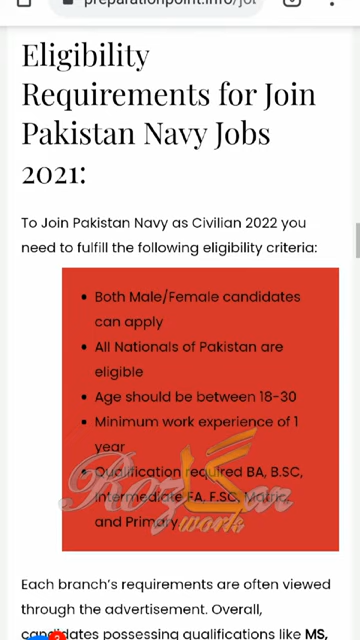 preparationpoint.info/jo
Eligibility
Requirements for Join
Pakistan Navy Jobs
2021:
To Join Pakistan Navy as Civilian 2022 you
need to fulfill the following eligibility criteria:
• Both Male/Female candidates
can apply
• All Nationals of Pakistan are
eligible
• Age should be between 18-30
• Minimum work experience of 1
year
• Qualification required BA, B.SC,
Intermediate FA, F.SC, Matric,
and Primary
Rozgar
works
Each branch's requirements are often viewed
through the advertisement. Overall,
candidates possessing qualifications like MS,